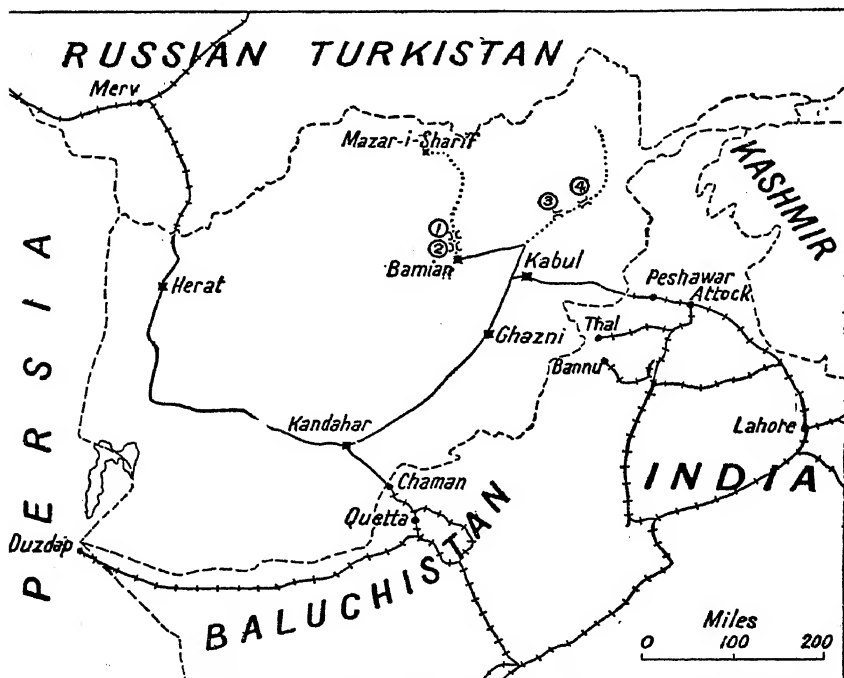 RUSSIAN TURKISTAN
Merv
Mazar-i-Sharif
KASHMIR
③ ④
①
②
Bamian
Kabul
Peshawar
Attock
PERSIA
Herat
Ghazni
Thal
Bannu
Kandahar
Lahore
Chaman
INDIA
Quetta
Duzdap
BALUCHISTAN
Miles
0 100 200